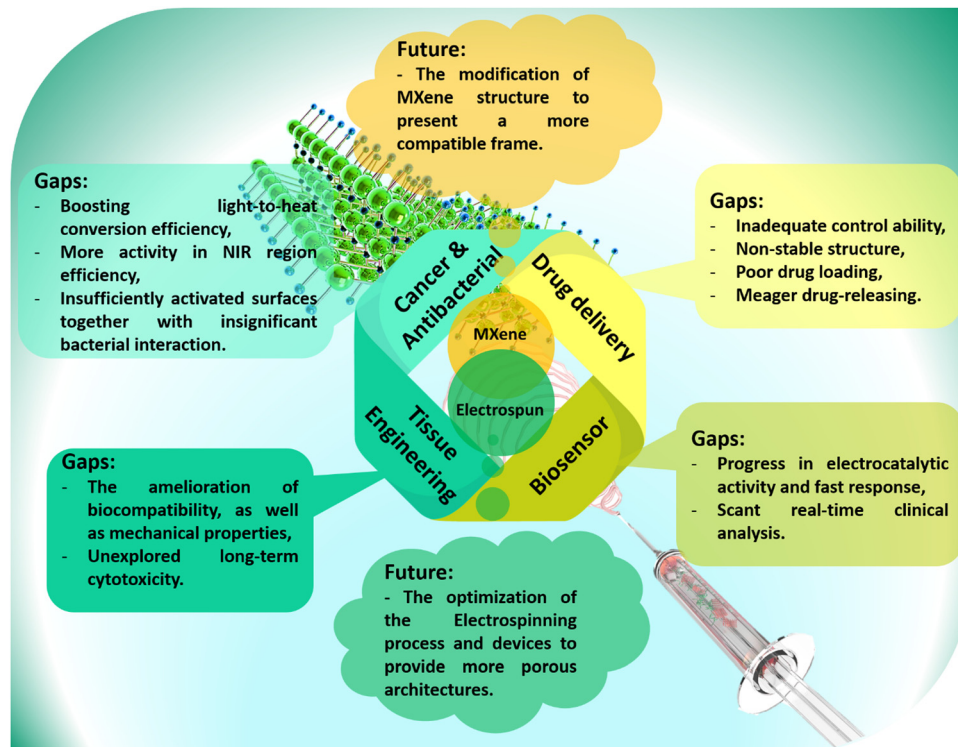 Future:
- The modification of
MXene structure to
present a more
compatible frame.
Gaps:
- Boosting light-to-heat
conversion efficiency,
- More activity in NIR region
efficiency,
- Insufficiently activated surfaces
together with insignificant
bacterial interaction.
Gaps:
- Inadequate control ability,
- Non-stable structure,
- Poor drug loading,
- Meager drug-releasing.
Cancer &
Antibacterial
Drug delivery
MXene
Electrospun
Tissue
Engineering
Biosensor
Gaps:
- The amelioration of
biocompatibility, as well
as mechanical properties,
- Unexplored long-term
cytotoxicity.
Gaps:
- Progress in electrocatalytic
activity and fast response,
- Scant real-time clinical
analysis.
Future:
- The optimization of
the Electrospinning
process and devices to
provide more porous
architectures.